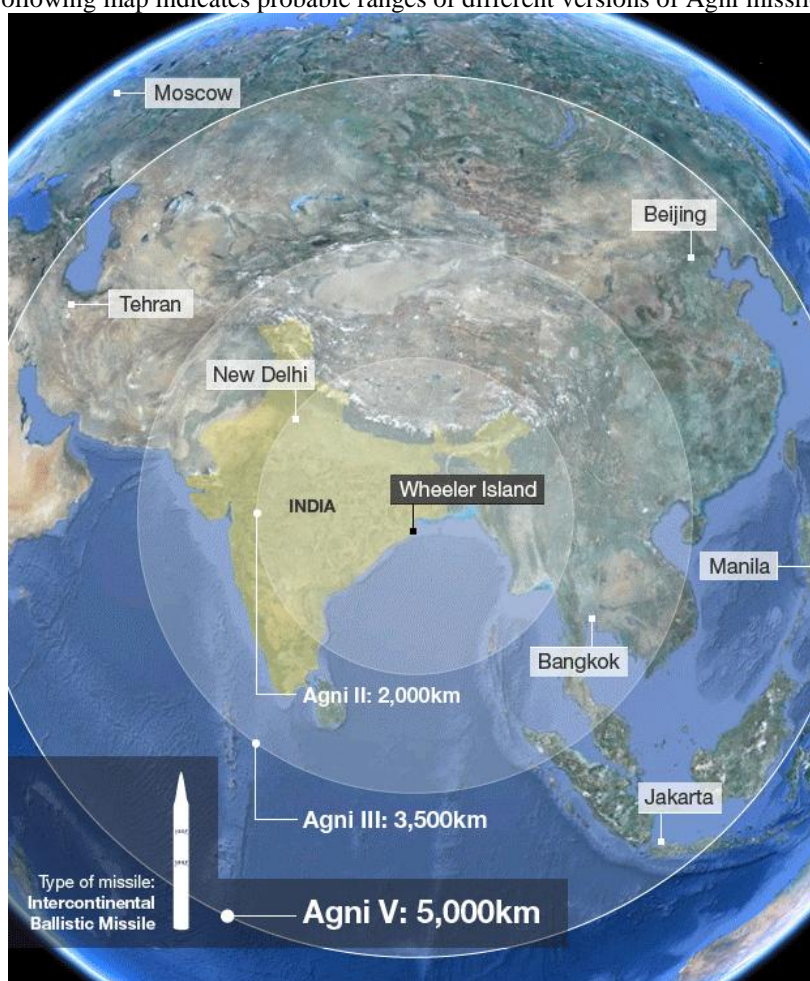 following map indicates probable ranges of different versions of Agni
Moscow
Beijing
Tehran
New Delhi
Wheeler Island
INDIA
Manila
Bangkok
Agni II: 2,000km
Jakarta
Agni III: 3,500km
Type of missile:
Intercontinental
Ballistic Missile
Agni V: 5,000km